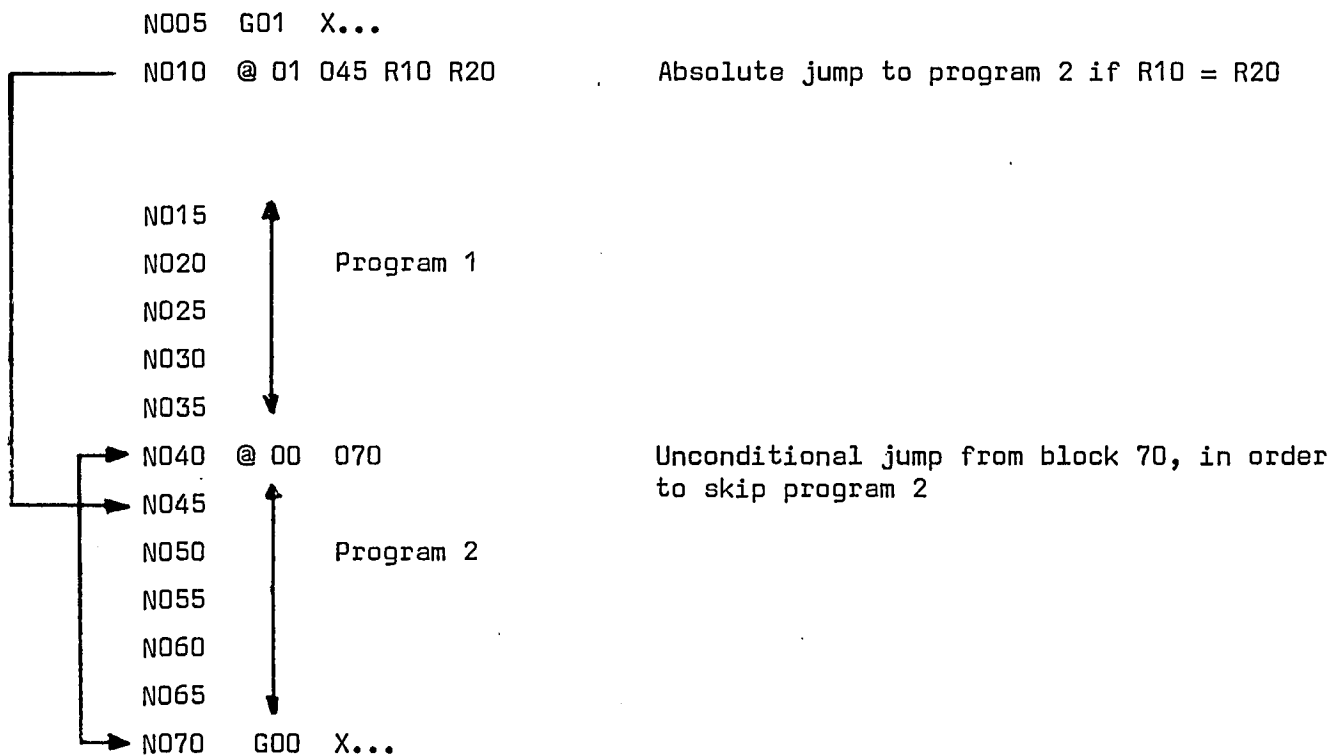 N005 G01 X...
N010 @ 01 045 R10 R20 Absolute jump to program 2 if R10 = R20
N015
N020 Program 1
N025
N030
N035
N040 @ 00 070 Unconditional jump from block 70, in order
to skip program 2
N045
N050 Program 2
N055
N060
N065
N070 G00 X...